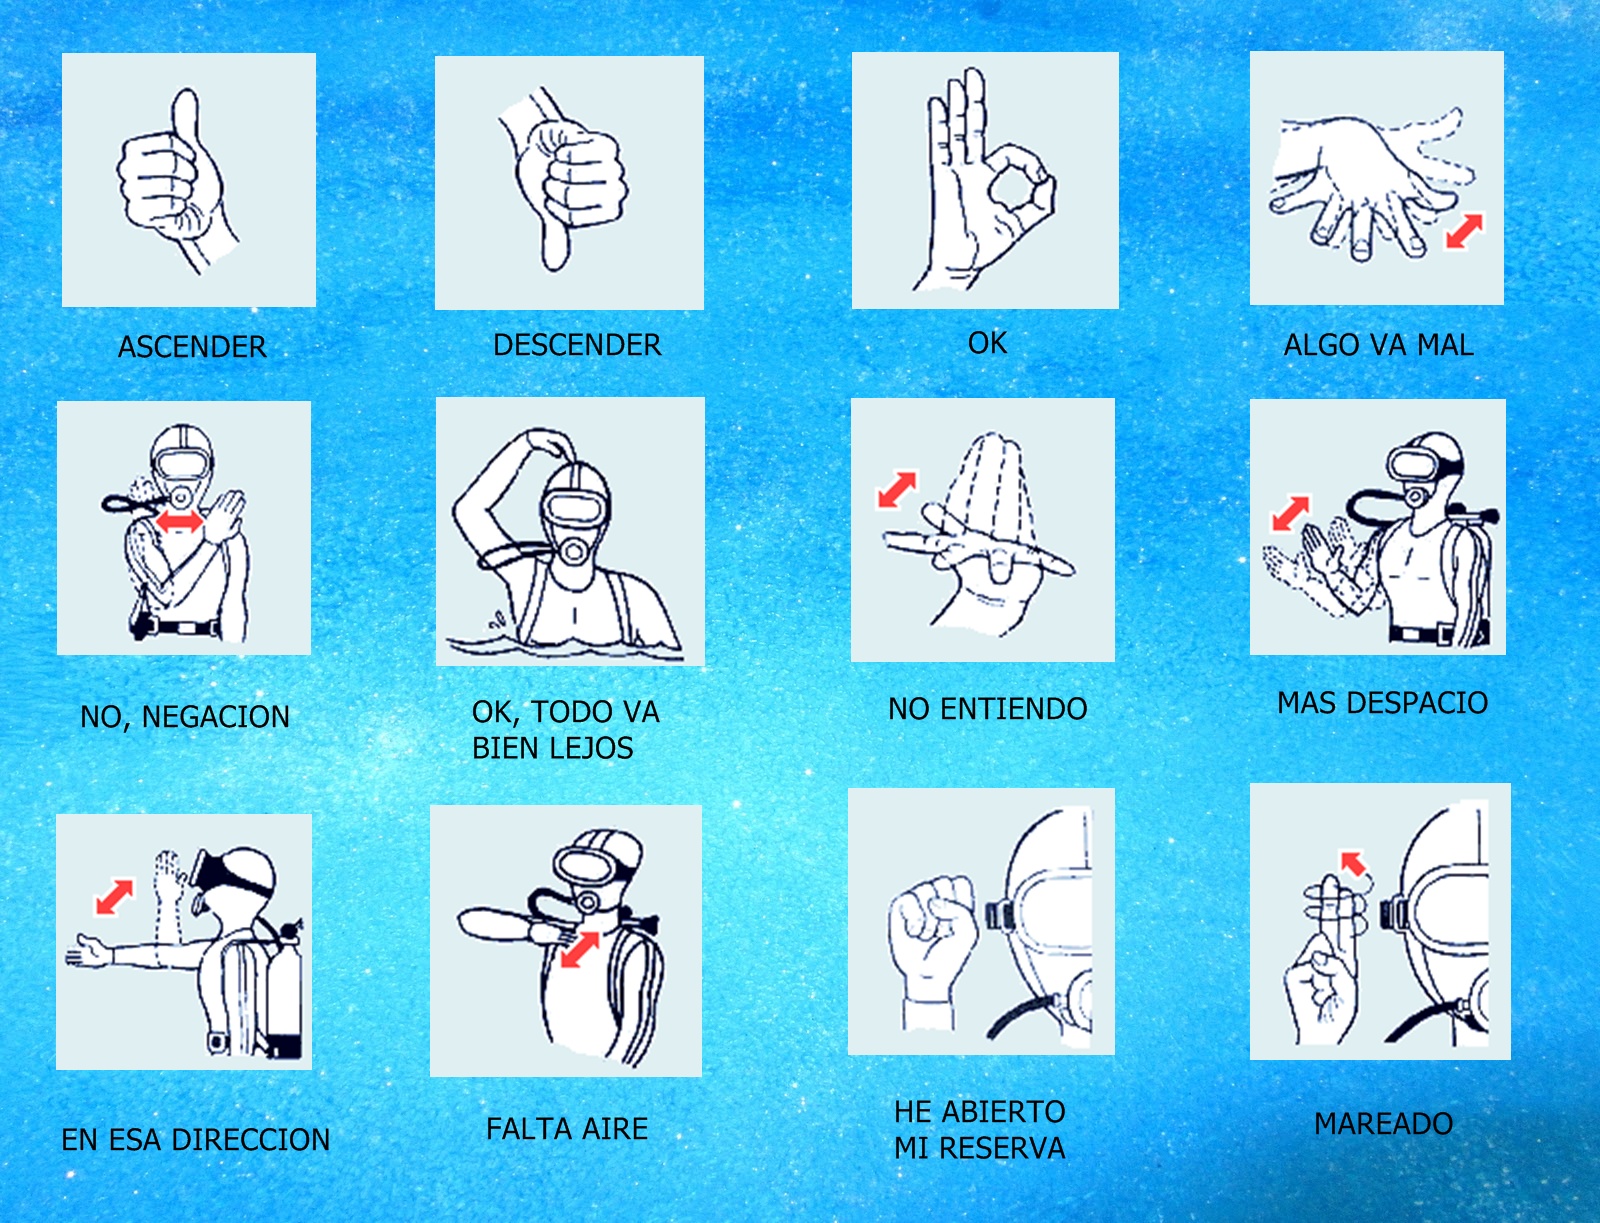 ASCENDER
DESCENDER
OK
ALGO VA MAL
NO, NEGACION
OK, TODO VA
BIEN LEJOS
NO ENTIENDO
MAS DESPACIO
EN ESA DIRECCION
FALTA AIRE
HE ABIERTO
MI RESERVA
MAREADO